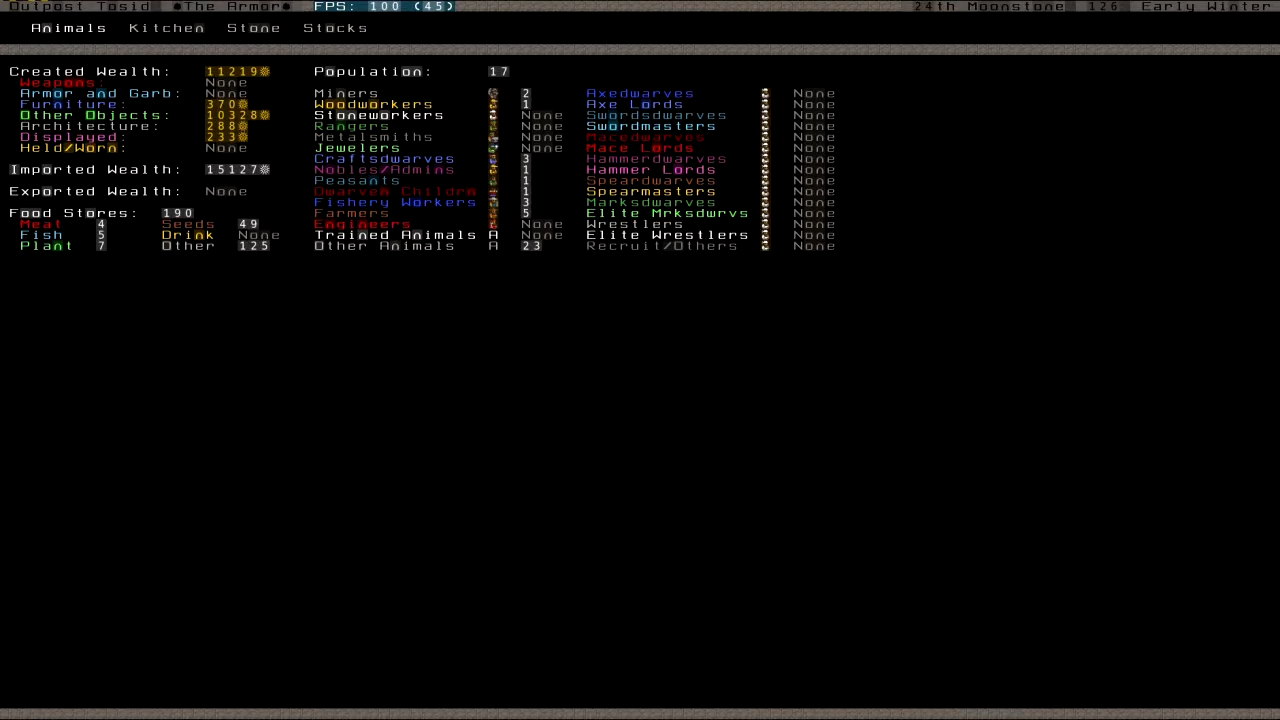 Outpost Tosid "The Armor" FPS: 100 (45) 24th Moonstone 126 Early Winter
Animals Kitchen Stone Stocks
Created Wealth: 11219☼ Population: 17
Weapons: None
Armor and Garb: None Miners 2 Axedwarves None
Furniture: 370☼ Woodworkers 1 Axe Lords None
Other Objects: 10328☼ Stoneworkers None Swordsdwarves None
Architecture: 288☼ Rangers None Swordmasters None
Displayed: 233☼ Metalsmiths None Macedwarves None
Held/Worn: None Jewelers None Mace Lords None
Craftsdwarves 3 Hammerdwarves None
Imported Wealth: 15127☼ Nobles/Admins 1 Hammer Lords None
Peasants 1 Speardwarves None
Exported Wealth: None Dwarven Childrn 1 Spearmasters None
Fishery Workers 3 Marksdwarves None
Food Stores: 190 Farmers 5 Elite Mrksdwrvs None
Meat 4 Seeds 49 Engineers None Wrestlers None
Fish 5 Drink None Trained Animals A None Elite Wrestlers None
Plant 7 Other 125 Other Animals A 23 Recruit/Others None